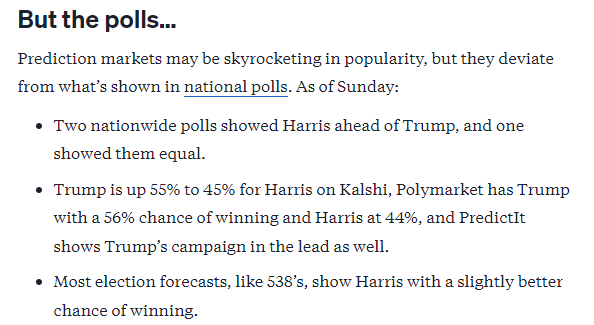 But the polls...
Prediction markets may be skyrocketing in popularity, but they deviate
from what’s shown in national polls. As of Sunday:
• Two nationwide polls showed Harris ahead of Trump, and one
showed them equal.
• Trump is up 55% to 45% for Harris on Kalshi, Polymarket has Trump
with a 56% chance of winning and Harris at 44%, and PredictIt
shows Trump’s campaign in the lead as well.
• Most election forecasts, like 538’s, show Harris with a slightly better
chance of winning.